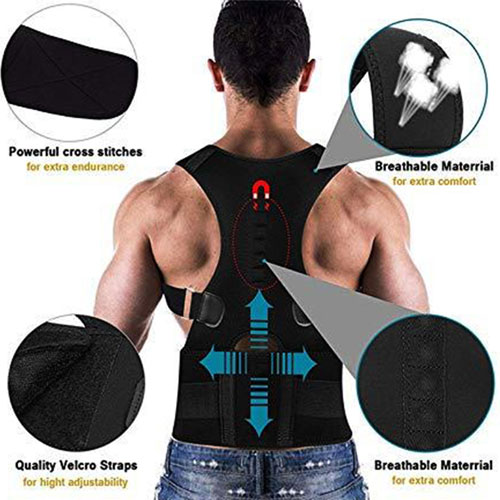 Powerful cross stitches
for extra endurance
Breathable Materrial
for extra comfort
Quality Velcro Straps
for hight adjustability
Breathable Materrial
for extra comfort